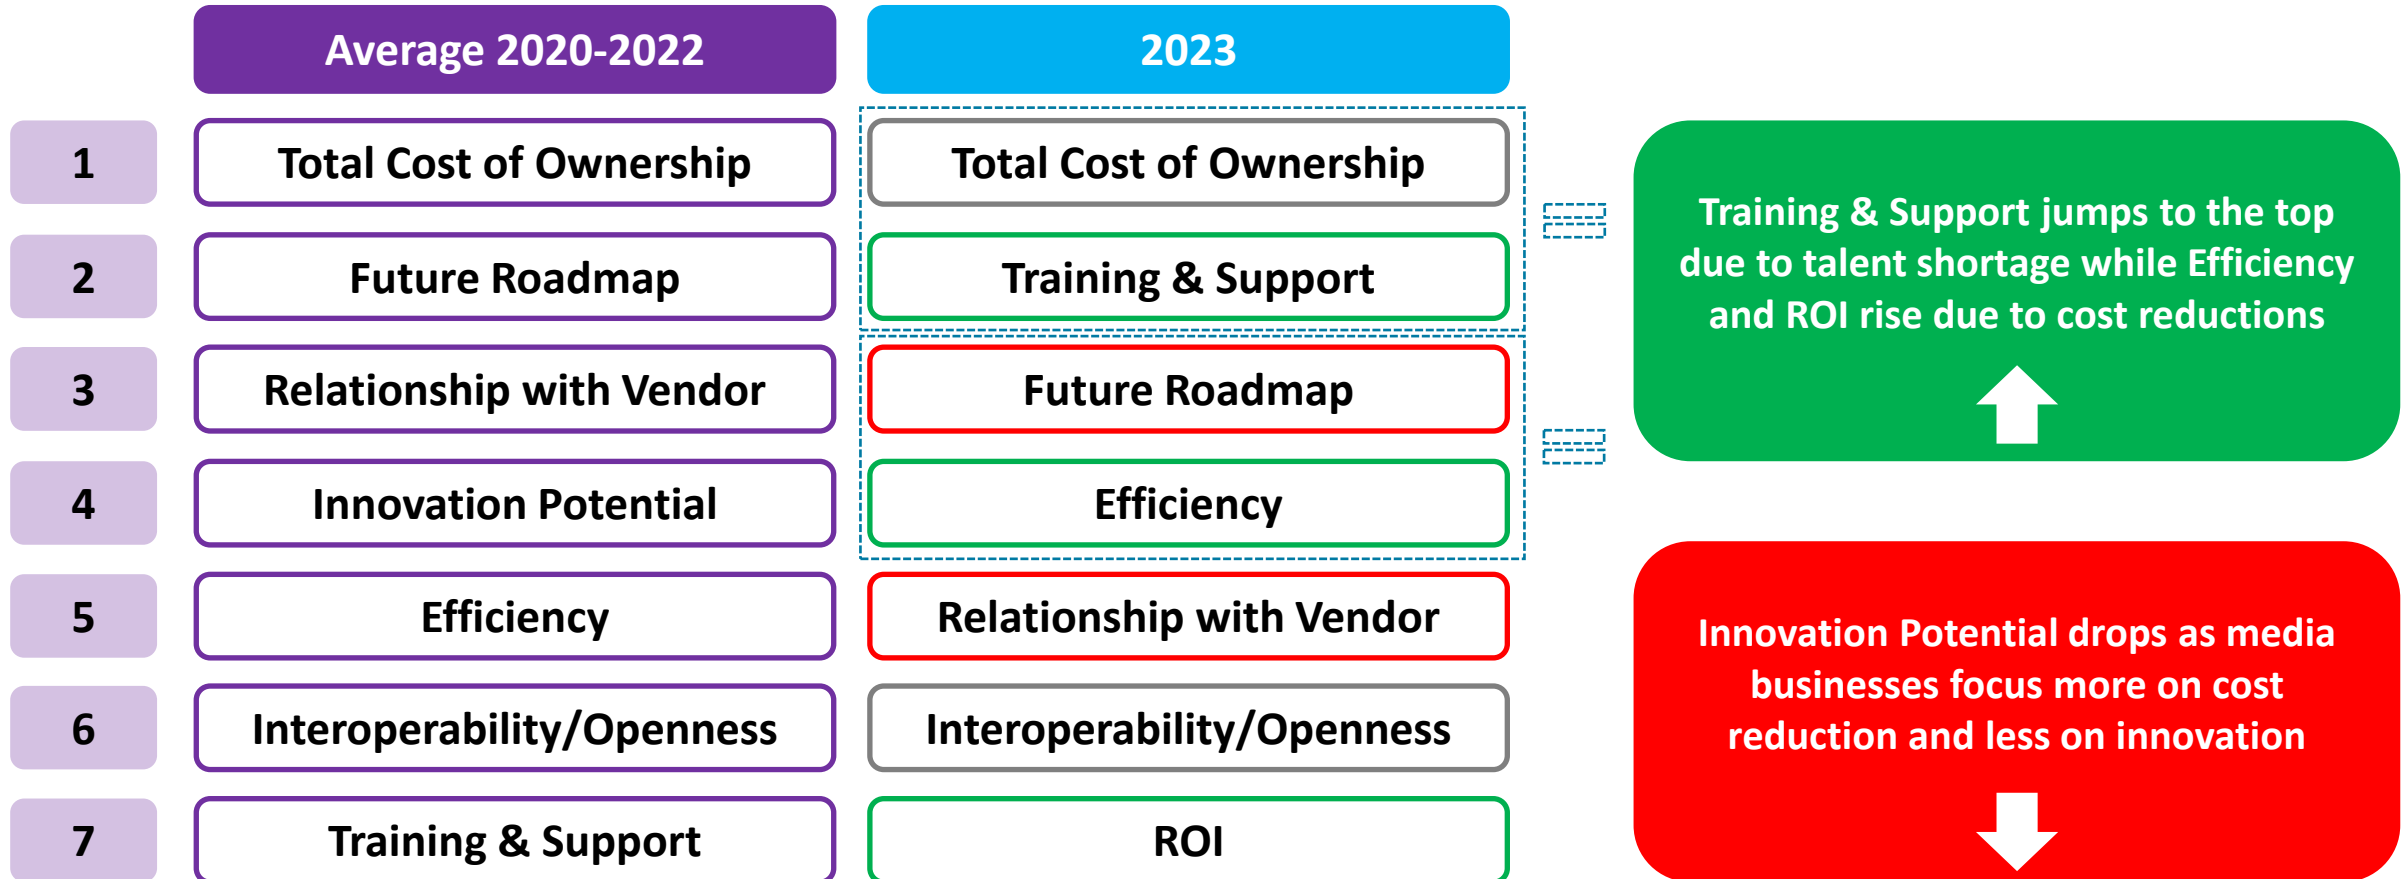 Average 2020-2022
2023
1
Total Cost of Ownership
Total Cost of Ownership
2
Future Roadmap
Training & Support
3
Relationship with Vendor
Future Roadmap
4
Innovation Potential
Efficiency
5
Efficiency
Relationship with Vendor
6
Interoperability/Openness
Interoperability/Openness
7
Training & Support
ROI
Training & Support jumps to the top
due to talent shortage while Efficiency
and ROI rise due to cost reductions
Innovation Potential drops as media
businesses focus more on cost
reduction and less on innovation